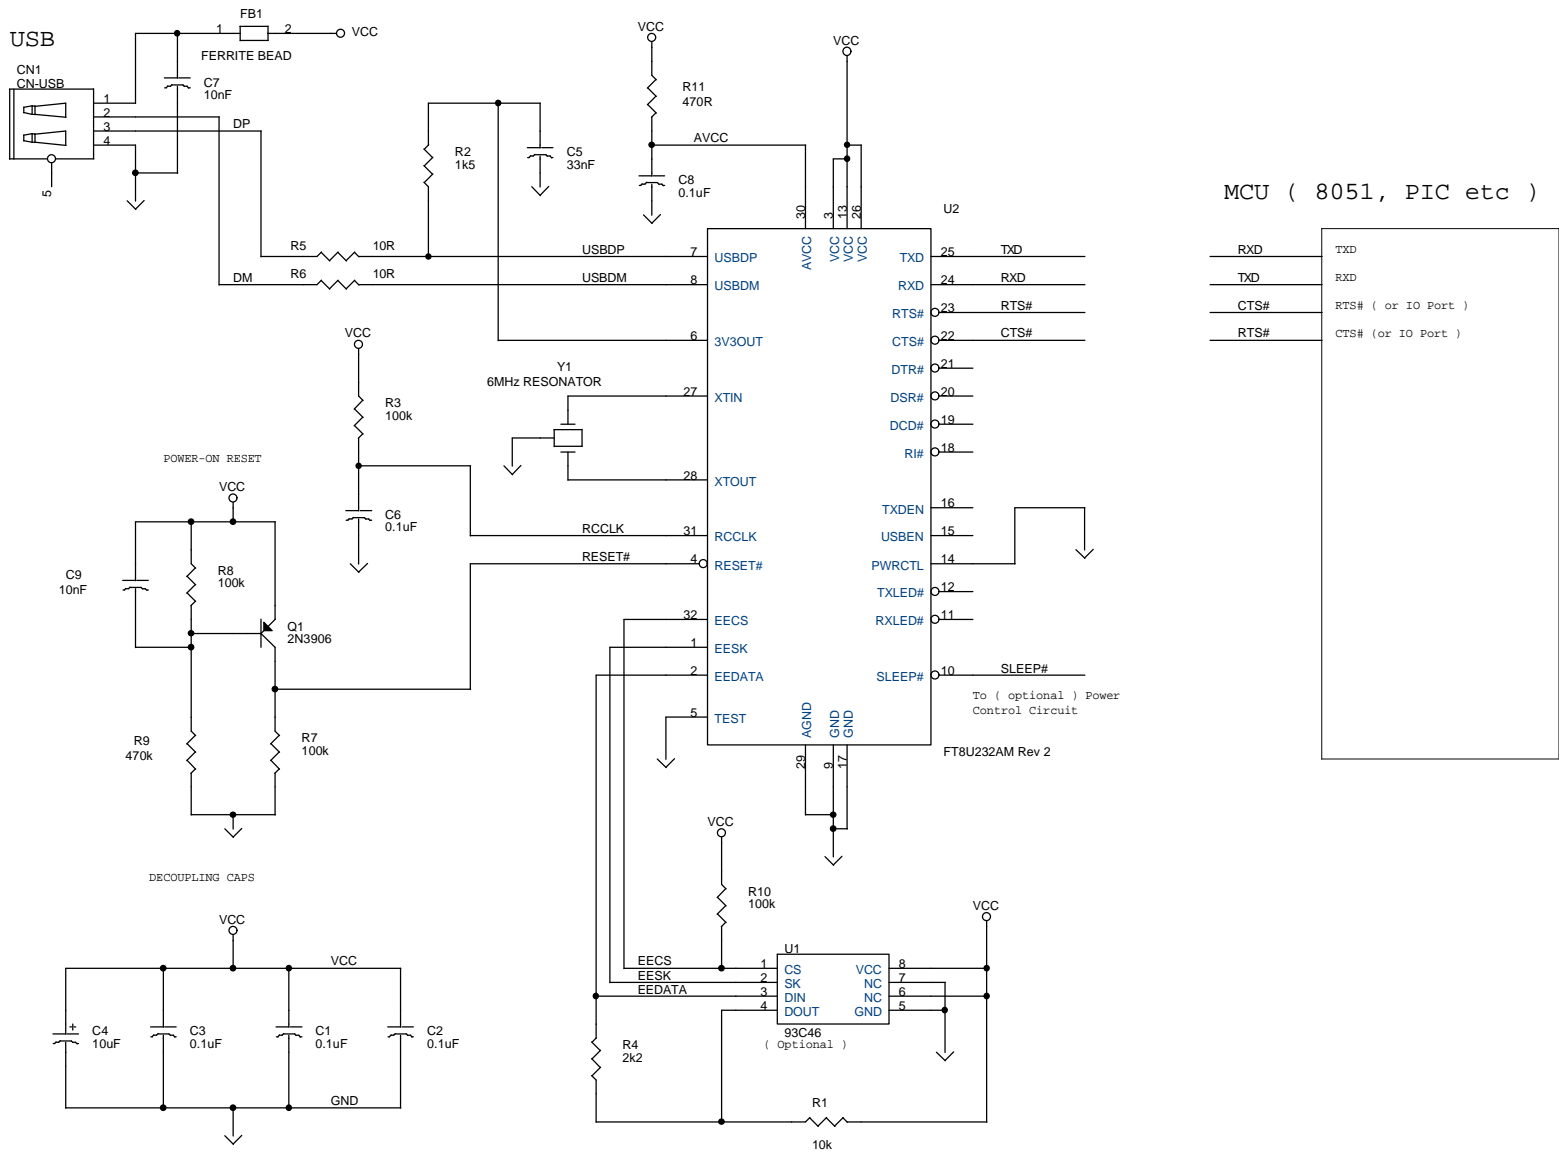 USB
CN1
CN-USB
1
2
3
4
5
DP
DM
FB1
1
2
FERRITE BEAD
VCC
C7
10nF
R2
1k5
C5
33nF
VCC
R11
470R
AVCC
C8
0.1uF
VCC
R5
10R
USBDP
R6
10R
USBDM
VCC
R3
100k
C6
0.1uF
RCCLK
RESET#
Y1
6MHz RESONATOR
POWER-ON RESET
VCC
C9
10nF
R8
100k
Q1
2N3906
R9
470k
R7
100k
U2
30
3
13
26
AVCC
VCC
VCC
VCC
7
USBDP
8
USBDM
6
3V3OUT
27
XTIN
28
XTOUT
31
RCCLK
4
RESET#
32
EECS
1
EESK
2
EEDATA
5
TEST
AGND
GND
GND
29
9
17
TXD
25
TXD
RXD
24
RXD
RTS#
23
RTS#
CTS#
22
CTS#
DTR#
21
DSR#
20
DCD#
19
RI#
18
TXDEN
16
USBEN
15
PWRCTL
14
TXLED#
12
RXLED#
11
SLEEP#
10
SLEEP#
To ( optional ) Power
Control Circuit
FT8U232AM Rev 2
MCU ( 8051, PIC etc )
RXD
TXD
TXD
RXD
CTS#
RTS# ( or IO Port )
RTS#
CTS# (or IO Port )
DECOUPLING CAPS
VCC
VCC
+
C4
10uF
C3
0.1uF
C1
0.1uF
C2
0.1uF
GND
VCC
R10
100k
VCC
U1
EECS
1
CS
EESK
2
SK
EEDATA
3
DIN
4
DOUT
VCC
8
NC
7
NC
6
GND
5
93C46
( Optional )
R4
2k2
R1
10k